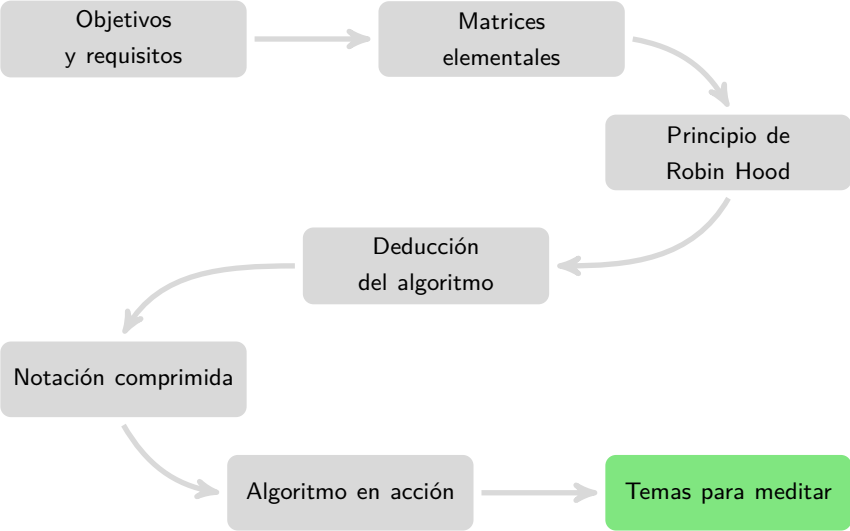 Objetivos
y requisitos
Matrices
elementales
Principio de
Robin Hood
Deducción
del algoritmo
Notación comprimida
Algoritmo en acción
Temas para meditar